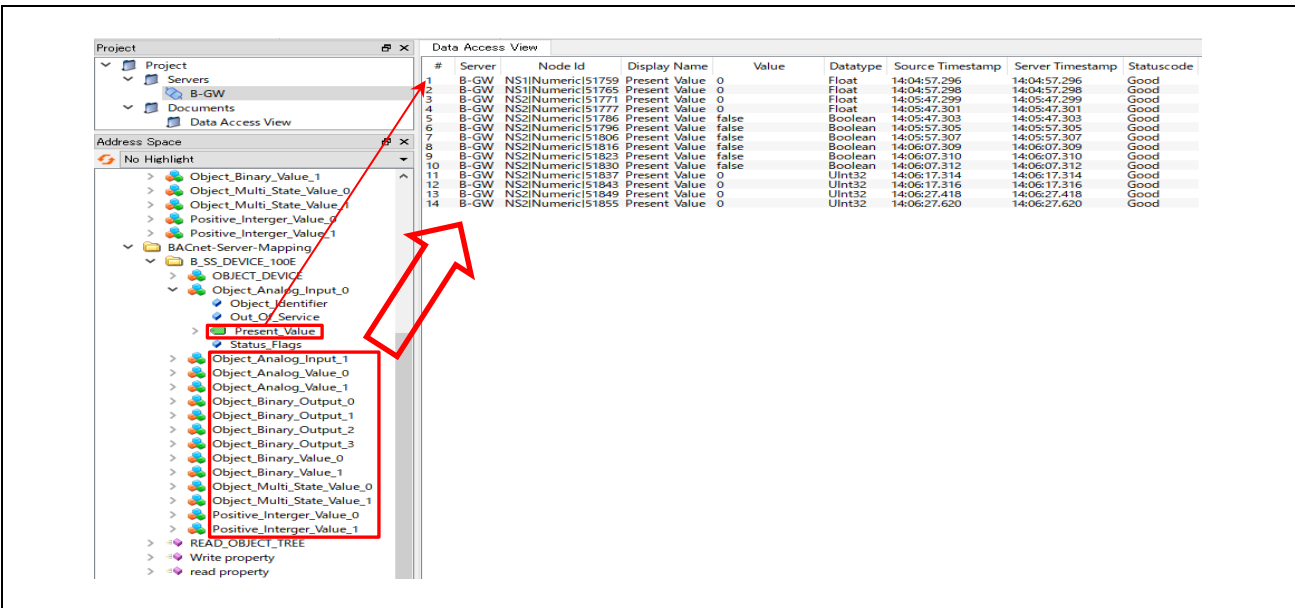 Project
Project
Servers
B-GW
Documents
Data Access View
Address Space
No Highlight
Object_Binary_Value_1
Object_Multi_State_Value_0
Object_Multi_State_Value_1
Positive_Interger_Value_0
Positive_Interger_Value_1
BACnet-Server-Mapping
B_SS_DEVICE_100E
OBJECT_DEVICE
Object_Analog_Input_0
Object_Identifier
Out_Of_Service
Present_Value
Status_Flags
Object_Analog_Input_1
Object_Analog_Value_0
Object_Analog_Value_1
Object_Binary_Output_0
Object_Binary_Output_1
Object_Binary_Output_2
Object_Binary_Output_3
Object_Binary_Value_0
Object_Binary_Value_1
Object_Multi_State_Value_0
Object_Multi_State_Value_1
Positive_Interger_Value_0
Positive_Interger_Value_1
READ_OBJECT_TREE
Write property
read property
Data Access View
# Server Node Id Display Name Value Datatype Source Timestamp Server Timestamp Statuscode
1 B-GW NS1|Numeric|51759 Present Value 0 Float 14:04:57.296 14:04:57.296 Good
2 B-GW NS1|Numeric|51765 Present Value 0 Float 14:04:57.298 14:04:57.298 Good
3 B-GW NS2|Numeric|51771 Present Value 0 Float 14:05:47.299 14:05:47.299 Good
4 B-GW NS2|Numeric|51777 Present Value 0 Float 14:05:47.301 14:05:47.301 Good
5 B-GW NS2|Numeric|51786 Present Value false Boolean 14:05:47.303 14:05:47.303 Good
6 B-GW NS2|Numeric|51796 Present Value false Boolean 14:05:57.305 14:05:57.305 Good
7 B-GW NS2|Numeric|51806 Present Value false Boolean 14:05:57.307 14:05:57.307 Good
8 B-GW NS2|Numeric|51816 Present Value false Boolean 14:06:07.309 14:06:07.309 Good
9 B-GW NS2|Numeric|51823 Present Value false Boolean 14:06:07.310 14:06:07.310 Good
10 B-GW NS2|Numeric|51830 Present Value false Boolean 14:06:07.312 14:06:07.312 Good
11 B-GW NS2|Numeric|51837 Present Value 0 UInt32 14:06:17.314 14:06:17.314 Good
12 B-GW NS2|Numeric|51843 Present Value 0 UInt32 14:06:17.316 14:06:17.316 Good
13 B-GW NS2|Numeric|51849 Present Value 0 UInt32 14:06:27.418 14:06:27.418 Good
14 B-GW NS2|Numeric|51855 Present Value 0 UInt32 14:06:27.620 14:06:27.620 Good